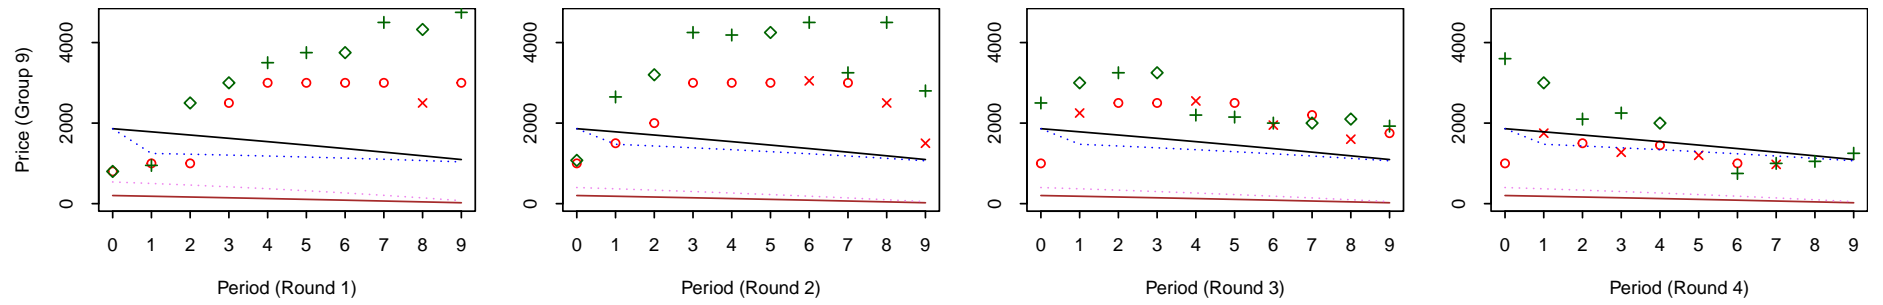 Price (Group 9)
0 2000 4000
0 1 2 3 4 5 6 7 8 9
Period (Round 1)
0 2000 4000
0 1 2 3 4 5 6 7 8 9
Period (Round 2)
0 2000 4000
0 1 2 3 4 5 6 7 8 9
Period (Round 3)
0 2000 4000
0 1 2 3 4 5 6 7 8 9
Period (Round 4)